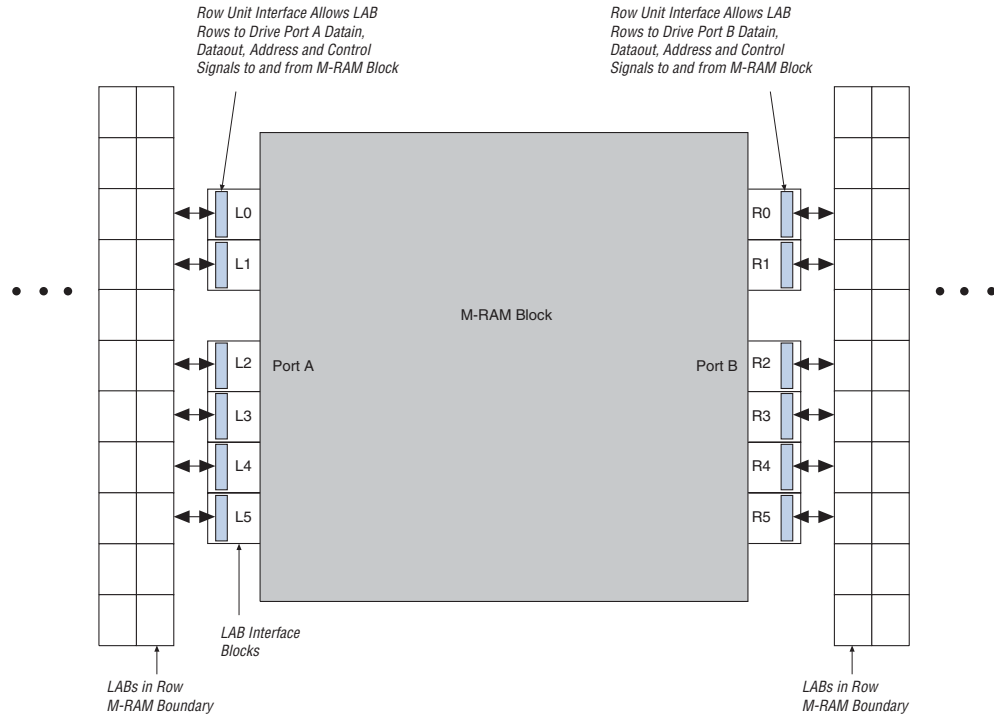 Row Unit Interface Allows LAB
Rows to Drive Port A Datain,
Dataout, Address and Control
Signals to and from M-RAM Block
Row Unit Interface Allows LAB
Rows to Drive Port B Datain,
Dataout, Address and Control
Signals to and from M-RAM Block
L0
R0
L1
R1
M-RAM Block
L2
Port A
Port B
R2
L3
R3
L4
R4
L5
R5
LAB Interface
Blocks
LABs in Row
M-RAM Boundary
LABs in Row
M-RAM Boundary